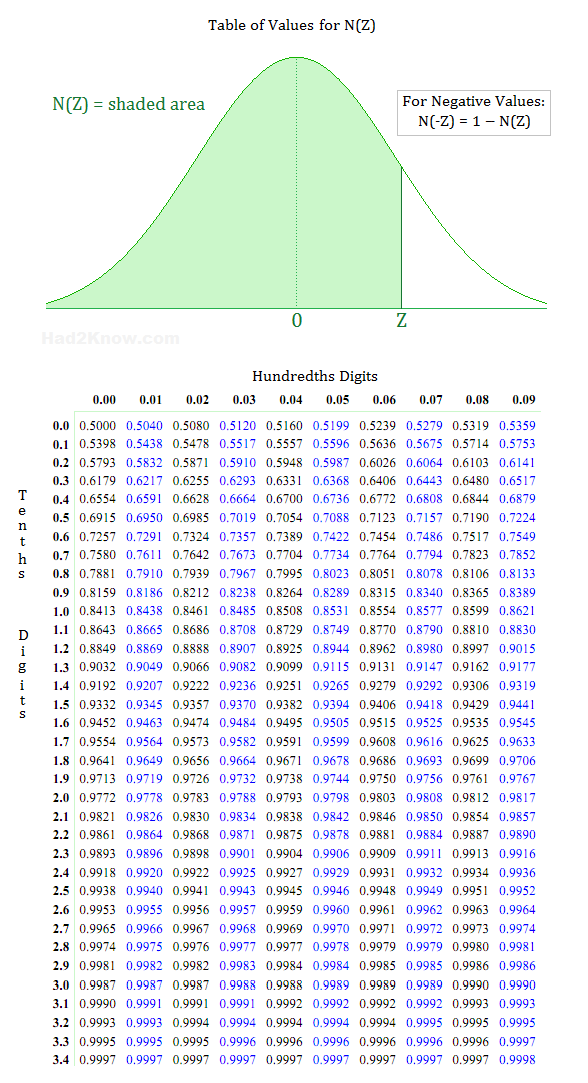 Table of Values for N(Z)
N(Z) = shaded area
For Negative Values:
N(-Z) = 1 − N(Z)
0 Z
Had2Know.com
Hundredths Digits
0.00 0.01 0.02 0.03 0.04 0.05 0.06 0.07 0.08 0.09
Tenths Digits
0.0 0.5000 0.5040 0.5080 0.5120 0.5160 0.5199 0.5239 0.5279 0.5319 0.5359
0.1 0.5398 0.5438 0.5478 0.5517 0.5557 0.5596 0.5636 0.5675 0.5714 0.5753
0.2 0.5793 0.5832 0.5871 0.5910 0.5948 0.5987 0.6026 0.6064 0.6103 0.6141
0.3 0.6179 0.6217 0.6255 0.6293 0.6331 0.6368 0.6406 0.6443 0.6480 0.6517
0.4 0.6554 0.6591 0.6628 0.6664 0.6700 0.6736 0.6772 0.6808 0.6844 0.6879
0.5 0.6915 0.6950 0.6985 0.7019 0.7054 0.7088 0.7123 0.7157 0.7190 0.7224
0.6 0.7257 0.7291 0.7324 0.7357 0.7389 0.7422 0.7454 0.7486 0.7517 0.7549
0.7 0.7580 0.7611 0.7642 0.7673 0.7704 0.7734 0.7764 0.7794 0.7823 0.7852
0.8 0.7881 0.7910 0.7939 0.7967 0.7995 0.8023 0.8051 0.8078 0.8106 0.8133
0.9 0.8159 0.8186 0.8212 0.8238 0.8264 0.8289 0.8315 0.8340 0.8365 0.8389
1.0 0.8413 0.8438 0.8461 0.8485 0.8508 0.8531 0.8554 0.8577 0.8599 0.8621
1.1 0.8643 0.8665 0.8686 0.8708 0.8729 0.8749 0.8770 0.8790 0.8810 0.8830
1.2 0.8849 0.8869 0.8888 0.8907 0.8925 0.8944 0.8962 0.8980 0.8997 0.9015
1.3 0.9032 0.9049 0.9066 0.9082 0.9099 0.9115 0.9131 0.9147 0.9162 0.9177
1.4 0.9192 0.9207 0.9222 0.9236 0.9251 0.9265 0.9279 0.9292 0.9306 0.9319
1.5 0.9332 0.9345 0.9357 0.9370 0.9382 0.9394 0.9406 0.9418 0.9429 0.9441
1.6 0.9452 0.9463 0.9474 0.9484 0.9495 0.9505 0.9515 0.9525 0.9535 0.9545
1.7 0.9554 0.9564 0.9573 0.9582 0.9591 0.9599 0.9608 0.9616 0.9625 0.9633
1.8 0.9641 0.9649 0.9656 0.9664 0.9671 0.9678 0.9686 0.9693 0.9699 0.9706
1.9 0.9713 0.9719 0.9726 0.9732 0.9738 0.9744 0.9750 0.9756 0.9761 0.9767
2.0 0.9772 0.9778 0.9783 0.9788 0.9793 0.9798 0.9803 0.9808 0.9812 0.9817
2.1 0.9821 0.9826 0.9830 0.9834 0.9838 0.9842 0.9846 0.9850 0.9854 0.9857
2.2 0.9861 0.9864 0.9868 0.9871 0.9875 0.9878 0.9881 0.9884 0.9887 0.9890
2.3 0.9893 0.9896 0.9898 0.9901 0.9904 0.9906 0.9909 0.9911 0.9913 0.9916
2.4 0.9918 0.9920 0.9922 0.9925 0.9927 0.9929 0.9931 0.9932 0.9934 0.9936
2.5 0.9938 0.9940 0.9941 0.9943 0.9945 0.9946 0.9948 0.9949 0.9951 0.9952
2.6 0.9953 0.9955 0.9956 0.9957 0.9959 0.9960 0.9961 0.9962 0.9963 0.9964
2.7 0.9965 0.9966 0.9967 0.9968 0.9969 0.9970 0.9971 0.9972 0.9973 0.9974
2.8 0.9974 0.9975 0.9976 0.9977 0.9977 0.9978 0.9979 0.9979 0.9980 0.9981
2.9 0.9981 0.9982 0.9982 0.9983 0.9984 0.9984 0.9985 0.9985 0.9986 0.9986
3.0 0.9987 0.9987 0.9987 0.9988 0.9988 0.9989 0.9989 0.9989 0.9990 0.9990
3.1 0.9990 0.9991 0.9991 0.9991 0.9992 0.9992 0.9992 0.9992 0.9993 0.9993
3.2 0.9993 0.9993 0.9994 0.9994 0.9994 0.9994 0.9994 0.9995 0.9995 0.9995
3.3 0.9995 0.9995 0.9995 0.9996 0.9996 0.9996 0.9996 0.9996 0.9996 0.9997
3.4 0.9997 0.9997 0.9997 0.9997 0.9997 0.9997 0.9997 0.9997 0.9997 0.9998